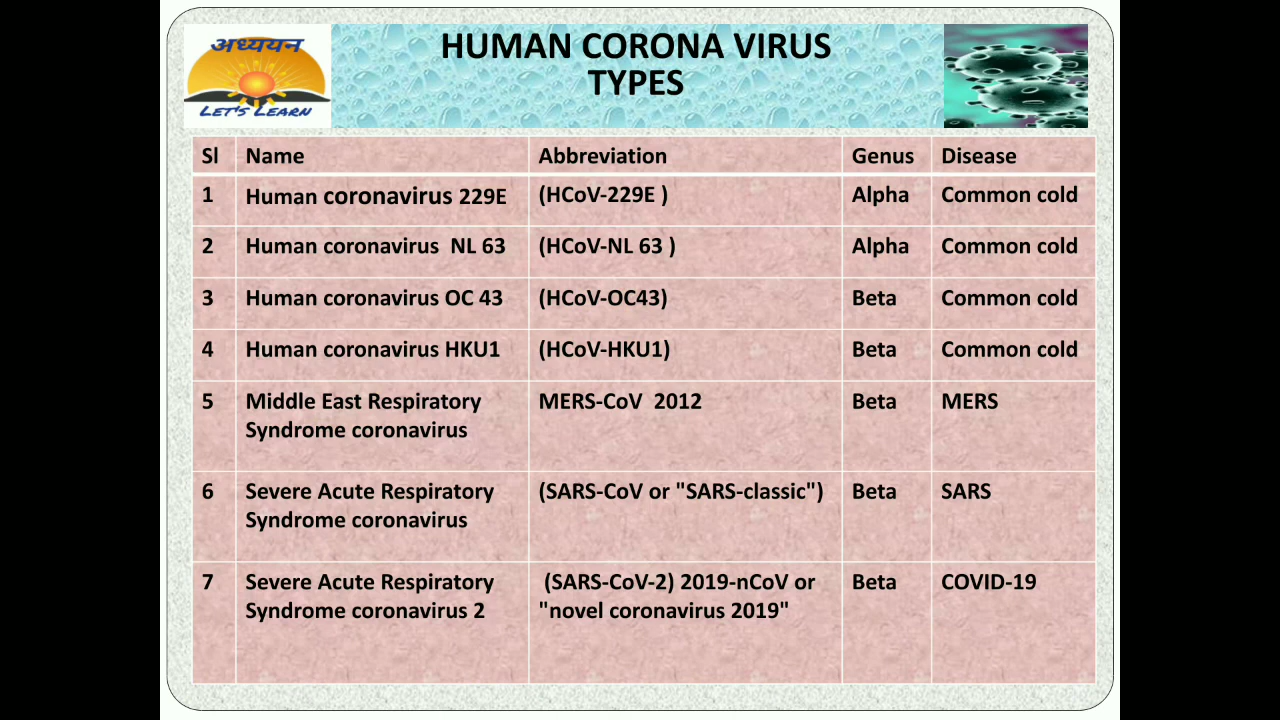 अध्ययन
LET'S LEARN
HUMAN CORONA VIRUS
TYPES
Sl Name Abbreviation Genus Disease
1 Human coronavirus 229E (HCoV-229E ) Alpha Common cold
2 Human coronavirus NL 63 (HCoV-NL 63 ) Alpha Common cold
3 Human coronavirus OC 43 (HCoV-OC43) Beta Common cold
4 Human coronavirus HKU1 (HCoV-HKU1) Beta Common cold
5 Middle East Respiratory MERS-CoV 2012 Beta MERS
Syndrome coronavirus
6 Severe Acute Respiratory (SARS-CoV or "SARS-classic") Beta SARS
Syndrome coronavirus
7 Severe Acute Respiratory (SARS-CoV-2) 2019-nCoV or Beta COVID-19
Syndrome coronavirus 2 "novel coronavirus 2019"